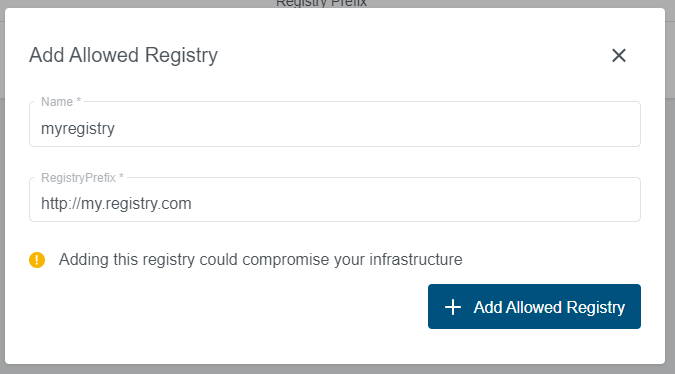 Registry Prefix
Add Allowed Registry
Name *
myregistry
RegistryPrefix *
http://my.registry.com
Adding this registry could compromise your infrastructure
Add Allowed Registry